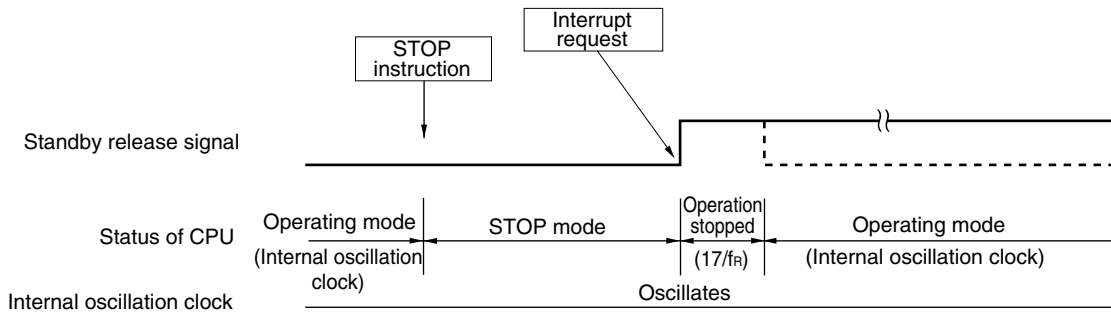 Interrupt
request
STOP
instruction
Standby release signal
Status of CPU
Operating mode
(Internal oscillation
clock)
STOP mode
Operation
stopped
(17/fR)
Operating mode
(Internal oscillation clock)
Internal oscillation clock
Oscillates